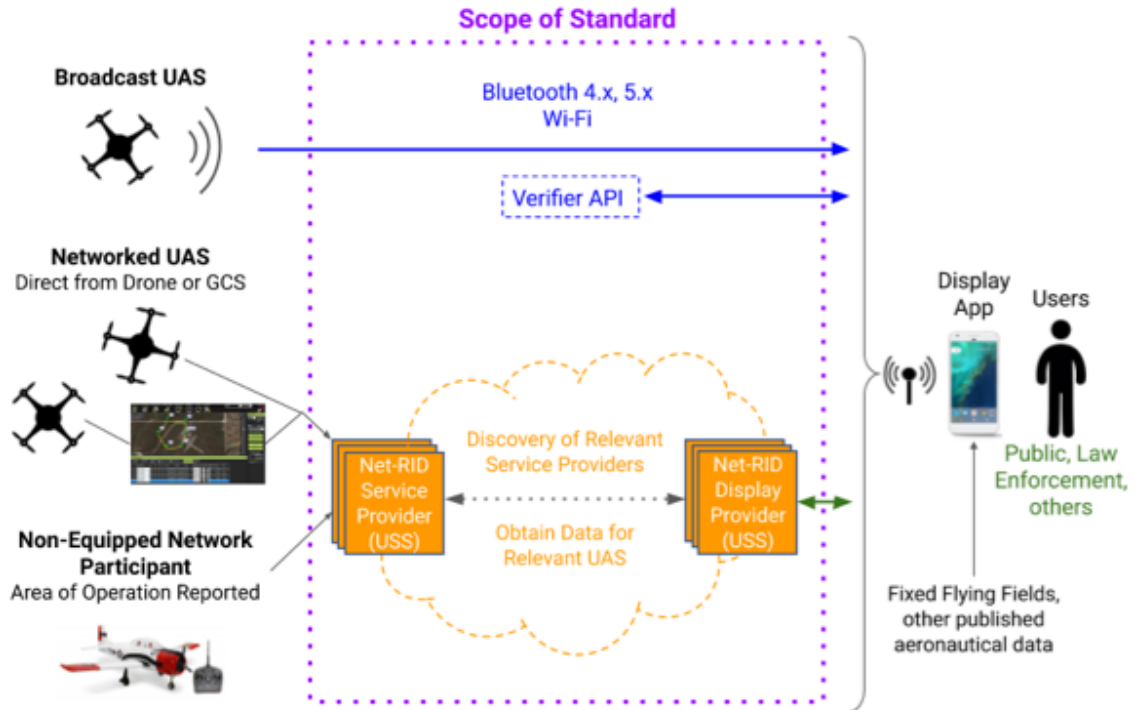 Scope of Standard
Broadcast UAS
Bluetooth 4.x, 5.x
Wi-Fi
Verifier API
Networked UAS
Direct from Drone or GCS
Display
App
Users
Discovery of Relevant
Service Providers
Net-RID
Service
Provider
(USS)
Net-RID
Display
Provider
(USS)
Public, Law
Enforcement,
others
Obtain Data for
Relevant UAS
Non-Equipped Network
Participant
Area of Operation Reported
Fixed Flying Fields,
other published
aeronautical data